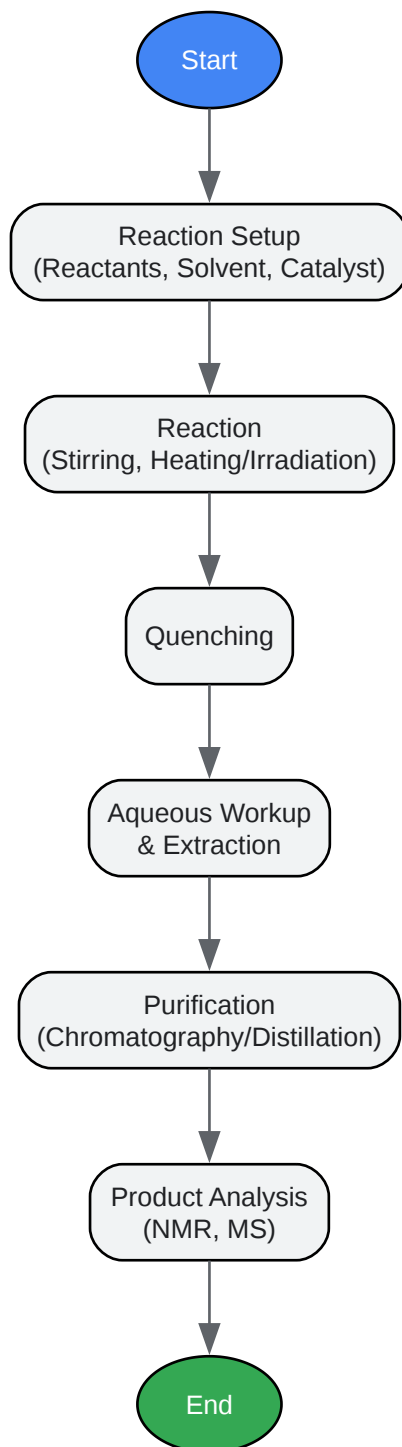 Start
Reaction Setup
(Reactants, Solvent, Catalyst)
Reaction
(Stirring, Heating/Irradiation)
Quenching
Aqueous Workup
& Extraction
Purification
(Chromatography/Distillation)
Product Analysis
(NMR, MS)
End